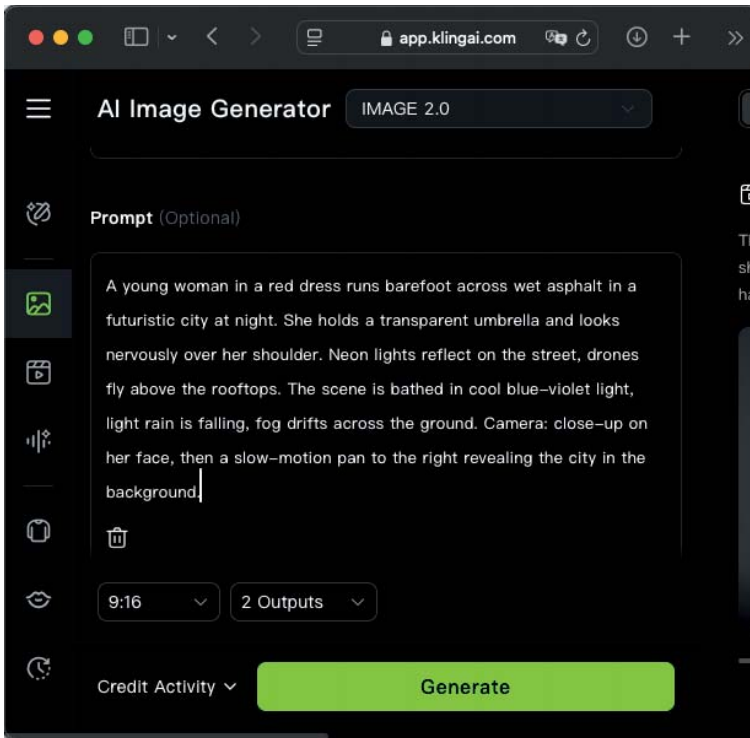 app.klingai.com
AI Image Generator
IMAGE 2.0
Prompt (Optional)
A young woman in a red dress runs barefoot across wet asphalt in a
futuristic city at night. She holds a transparent umbrella and looks
nervously over her shoulder. Neon lights reflect on the street, drones
fly above the rooftops. The scene is bathed in cool blue–violet light,
light rain is falling, fog drifts across the ground. Camera: close–up on
her face, then a slow–motion pan to the right revealing the city in the
background.
9:16
2 Outputs
Credit Activity
Generate